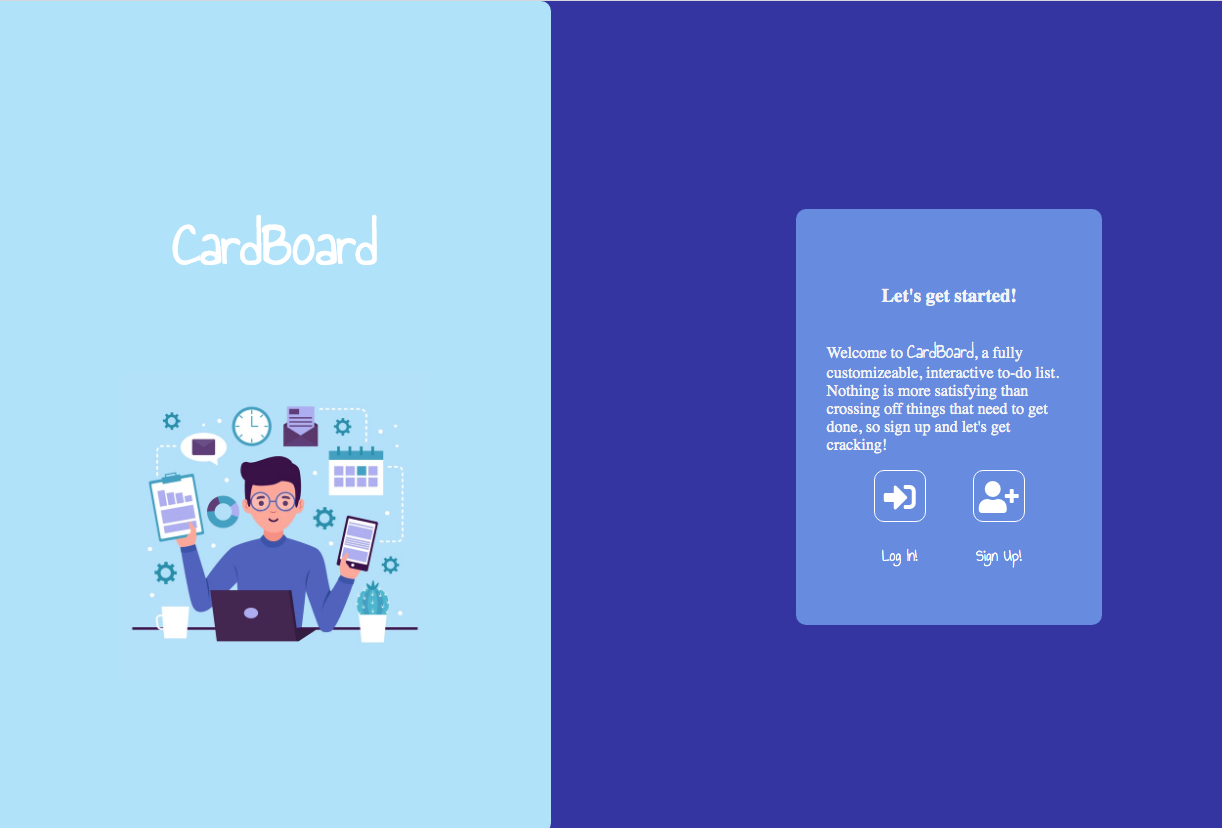 CardBoard
Let's get started!
Welcome to CardBoard, a fully
customizeable, interactive to-do list.
Nothing is more satisfying than
crossing off things that need to get
done, so sign up and let's get
cracking!
Log In!
Sign Up!